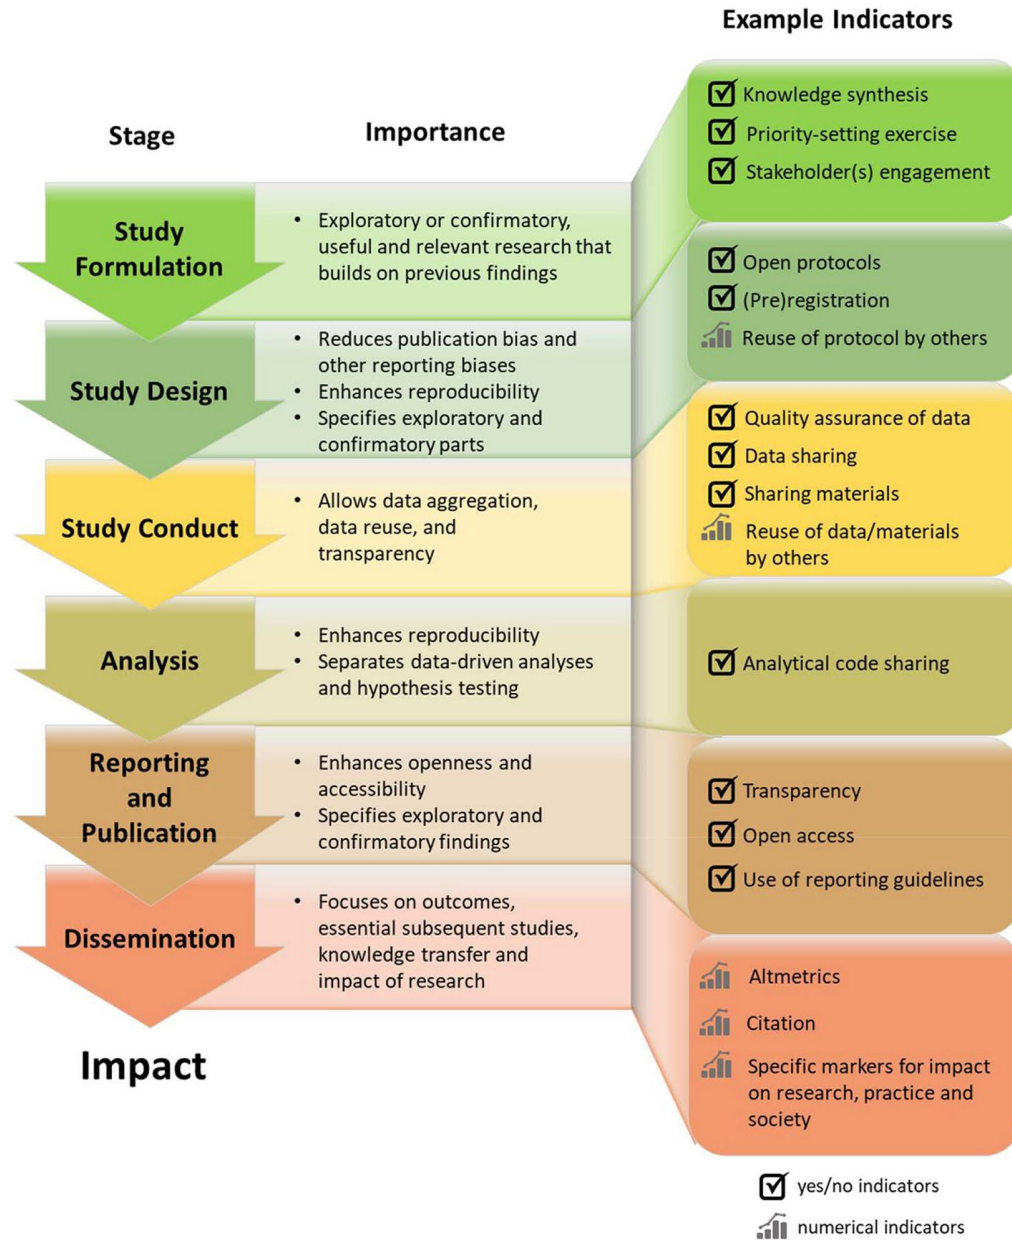 Example Indicators
Stage
Importance
Study
Formulation
• Exploratory or confirmatory,
useful and relevant research that
builds on previous findings
Knowledge synthesis
Priority-setting exercise
Stakeholder(s) engagement
Study Design
• Reduces publication bias and
other reporting biases
• Enhances reproducibility
• Specifies exploratory and
confirmatory parts
Open protocols
(Pre)registration
Reuse of protocol by others
Study Conduct
• Allows data aggregation,
data reuse, and
transparency
Quality assurance of data
Data sharing
Sharing materials
Reuse of data/materials
by others
Analysis
• Enhances reproducibility
• Separates data-driven analyses
and hypothesis testing
Analytical code sharing
Reporting
and
Publication
• Enhances openness and
accessibility
• Specifies exploratory and
confirmatory findings
Transparency
Open access
Use of reporting guidelines
Dissemination
• Focuses on outcomes,
essential subsequent studies,
knowledge transfer and
impact of research
Altmetrics
Citation
Specific markers for impact
on research, practice and
society
Impact
yes/no indicators
numerical indicators